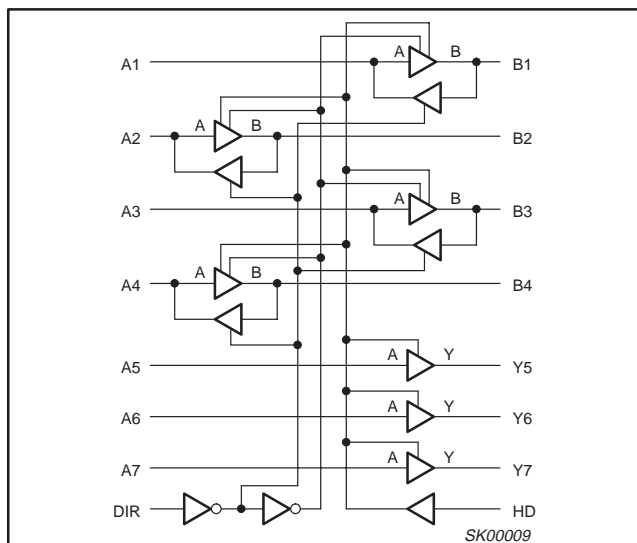 A1 A B B1
A2 A B B2
A3 A B B3
A4 A B B4
A5 A Y Y5
A6 A Y Y6
A7 A Y Y7
DIR HD
SK00009